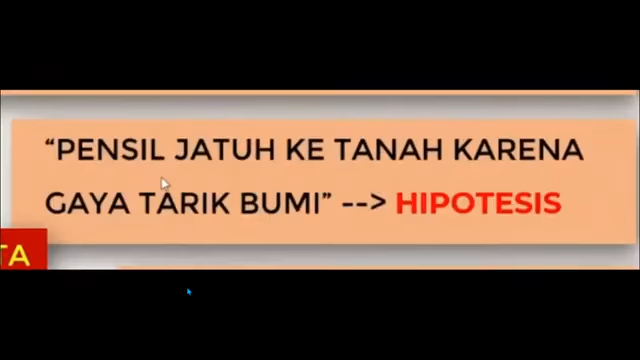 “PENSIL JATUH KE TANAH KARENA
GAYA TARIK BUMI” --> HIPOTESIS
TA